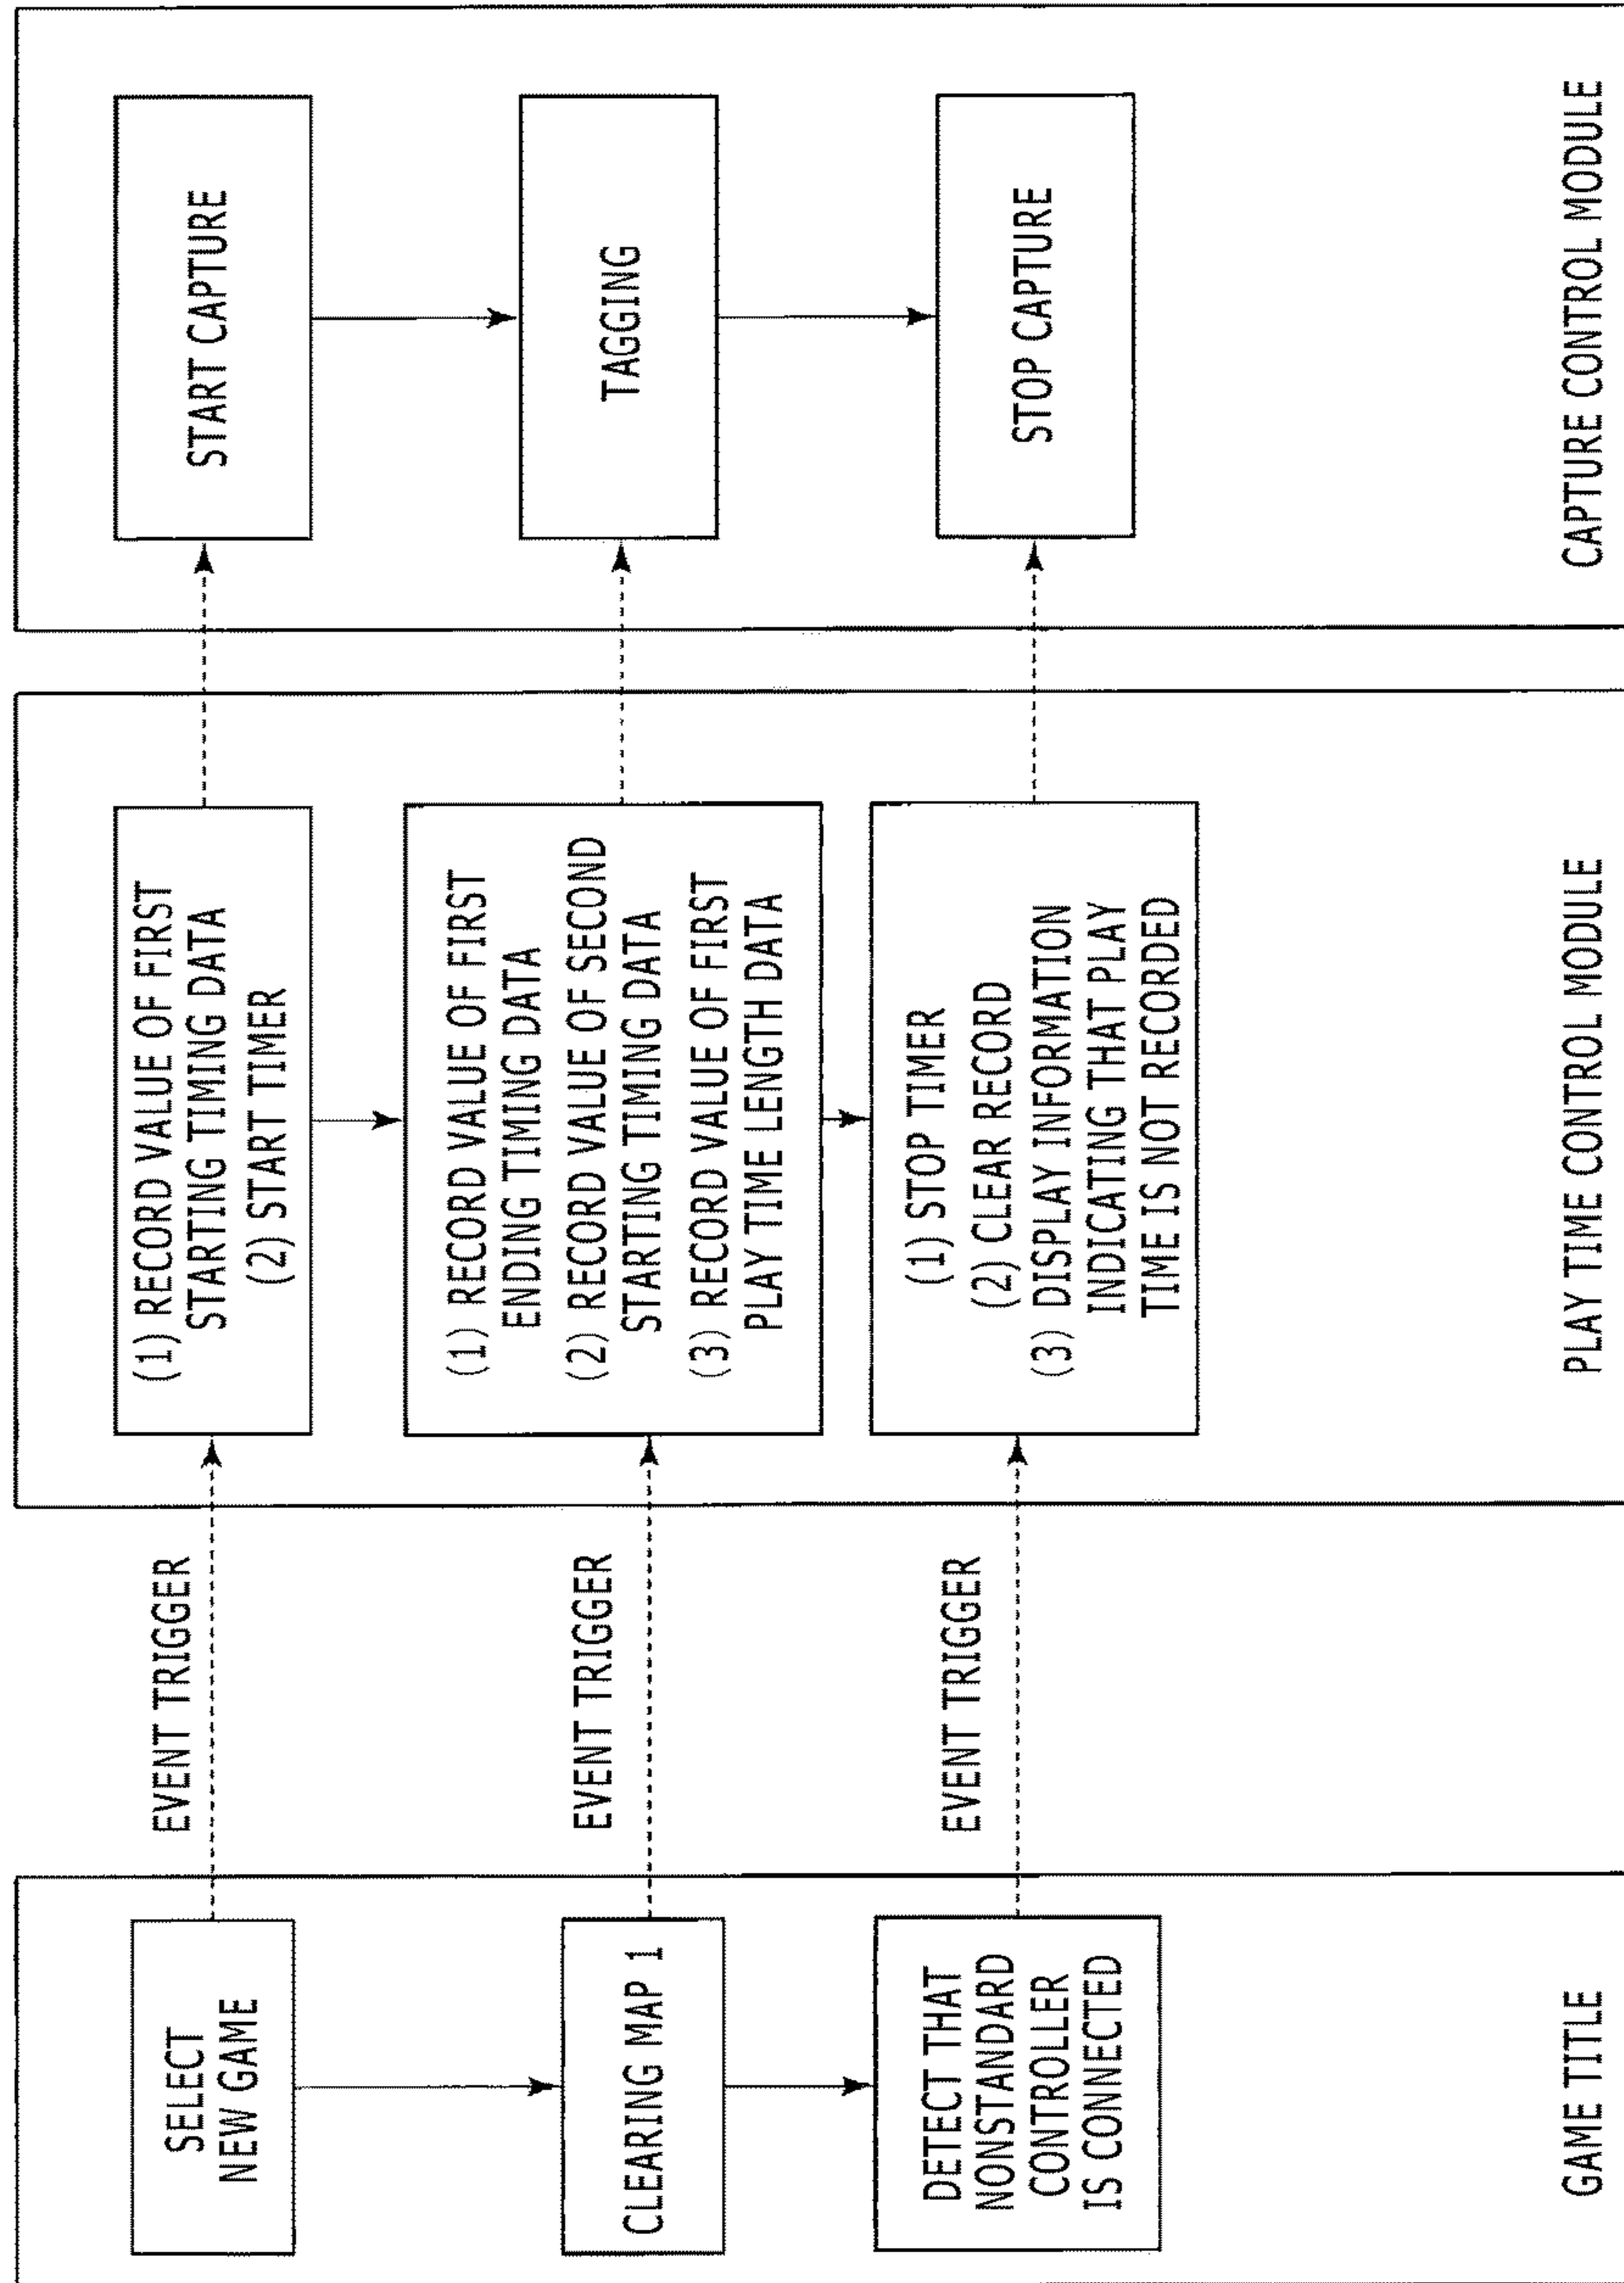 SELECT
NEW GAME
CLEARING MAP 1
DETECT THAT
NONSTANDARD
CONTROLLER
IS CONNECTED
GAME TITLE
EVENT TRIGGER
EVENT TRIGGER
EVENT TRIGGER
(1) RECORD VALUE OF FIRST
STARTING TIMING DATA
(2) START TIMER
(1) RECORD VALUE OF FIRST
ENDING TIMING DATA
(2) RECORD VALUE OF SECOND
STARTING TIMING DATA
(3) RECORD VALUE OF FIRST
PLAY TIME LENGTH DATA
(1) STOP TIMER
(2) CLEAR RECORD
(3) DISPLAY INFORMATION
INDICATING THAT PLAY
TIME IS NOT RECORDED
PLAY TIME CONTROL MODULE
START CAPTURE
TAGGING
STOP CAPTURE
CAPTURE CONTROL MODULE